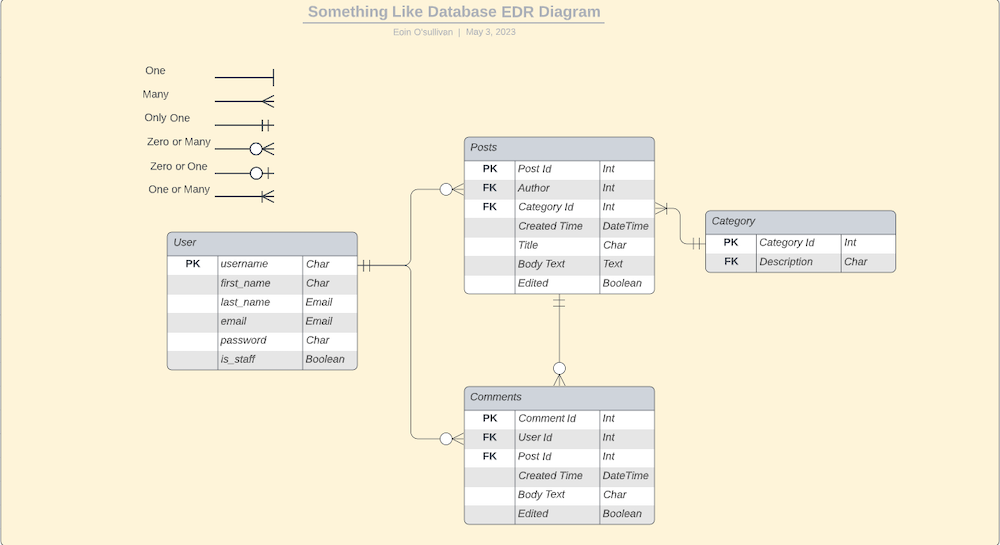 Something Like Database EDR Diagram
Eoin O'sullivan | May 3, 2023
One
Many
Only One
Zero or Many
Zero or One
One or Many
User
PK username Char
first_name Char
last_name Email
email Email
password Char
is_staff Boolean
Posts
PK Post Id Int
FK Author Int
FK Category Id Int
Created Time DateTime
Title Char
Body Text Text
Edited Boolean
Category
PK Category Id Int
FK Description Char
Comments
PK Comment Id Int
FK User Id Int
FK Post Id Int
Created Time DateTime
Body Text Char
Edited Boolean